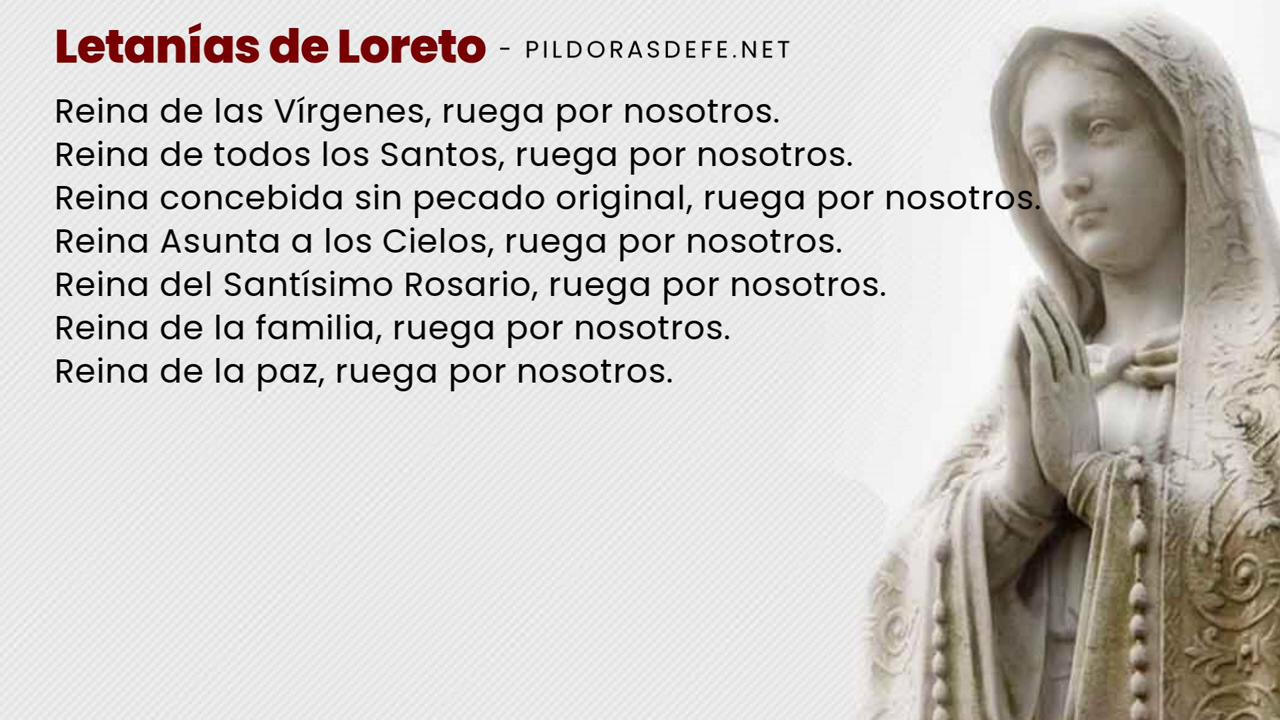 Letanías de Loreto - PILDORASDEFE.NET
Reina de las Vírgenes, ruega por nosotros.
Reina de todos los Santos, ruega por nosotros.
Reina concebida sin pecado original, ruega por nosotros.
Reina Asunta a los Cielos, ruega por nosotros.
Reina del Santísimo Rosario, ruega por nosotros.
Reina de la familia, ruega por nosotros.
Reina de la paz, ruega por nosotros.